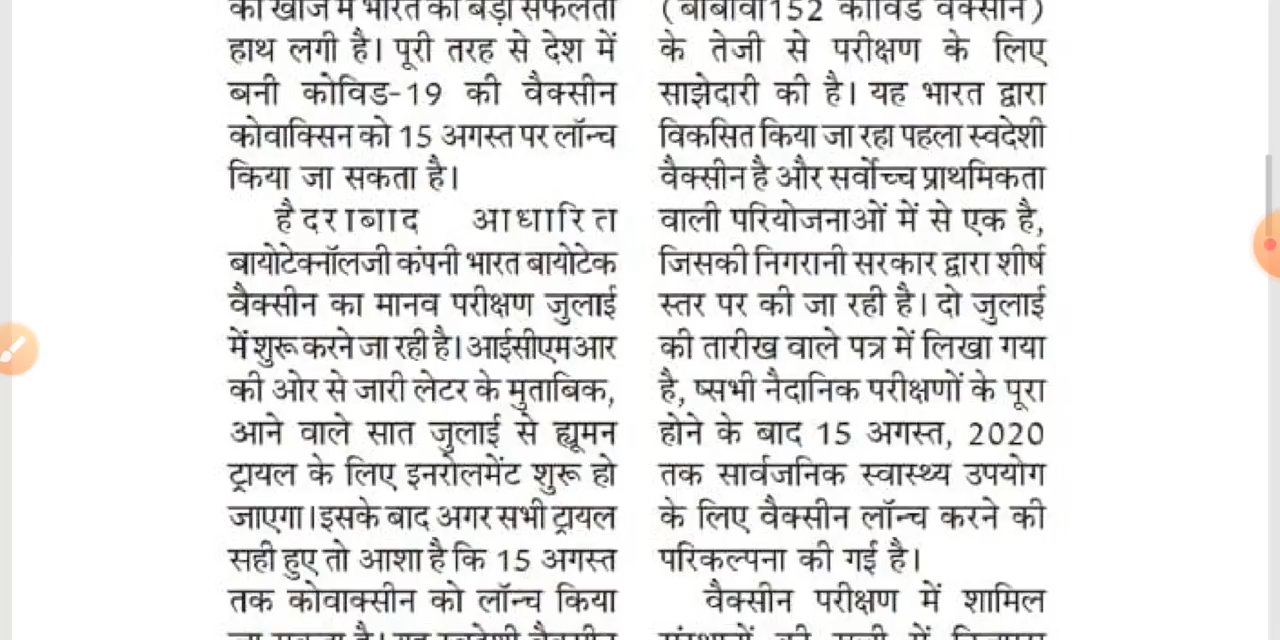 की खोज में भारत को बड़ी सफलता
हाथ लगी है। पूरी तरह से देश में
बनी कोविड-19 की वैक्सीन
कोवाक्सिन को 15 अगस्त पर लॉन्च
किया जा सकता है।
हैदराबाद आधारित
बायोटेक्नॉलजी कंपनी भारत बायोटेक
वैक्सीन का मानव परीक्षण जुलाई
में शुरू करने जा रही है। आईसीएमआर
की ओर से जारी लेटर के मुताबिक,
आने वाले सात जुलाई से ह्यूमन
ट्रायल के लिए इनरोलमेंट शुरू हो
जाएगा। इसके बाद अगर सभी ट्रायल
सही हुए तो आशा है कि 15 अगस्त
तक कोवाक्सीन को लॉन्च किया
(बीबीवी152 कोविड वैक्सीन)
के तेजी से परीक्षण के लिए
साझेदारी की है। यह भारत द्वारा
विकसित किया जा रहा पहला स्वदेशी
वैक्सीन है और सर्वोच्च प्राथमिकता
वाली परियोजनाओं में से एक है,
जिसकी निगरानी सरकार द्वारा शीर्ष
स्तर पर की जा रही है। दो जुलाई
की तारीख वाले पत्र में लिखा गया
है, ष्सभी नैदानिक परीक्षणों के पूरा
होने के बाद 15 अगस्त, 2020
तक सार्वजनिक स्वास्थ्य उपयोग
के लिए वैक्सीन लॉन्च करने की
परिकल्पना की गई है।
वैक्सीन परीक्षण में शामिल